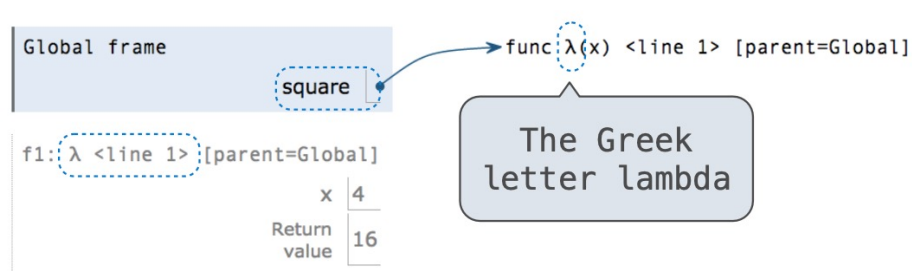 Global frame
square
func λ(x) <line 1> [parent=Global]
f1: λ <line 1> [parent=Global]
x 4
Return
value 16
The Greek
letter lambda